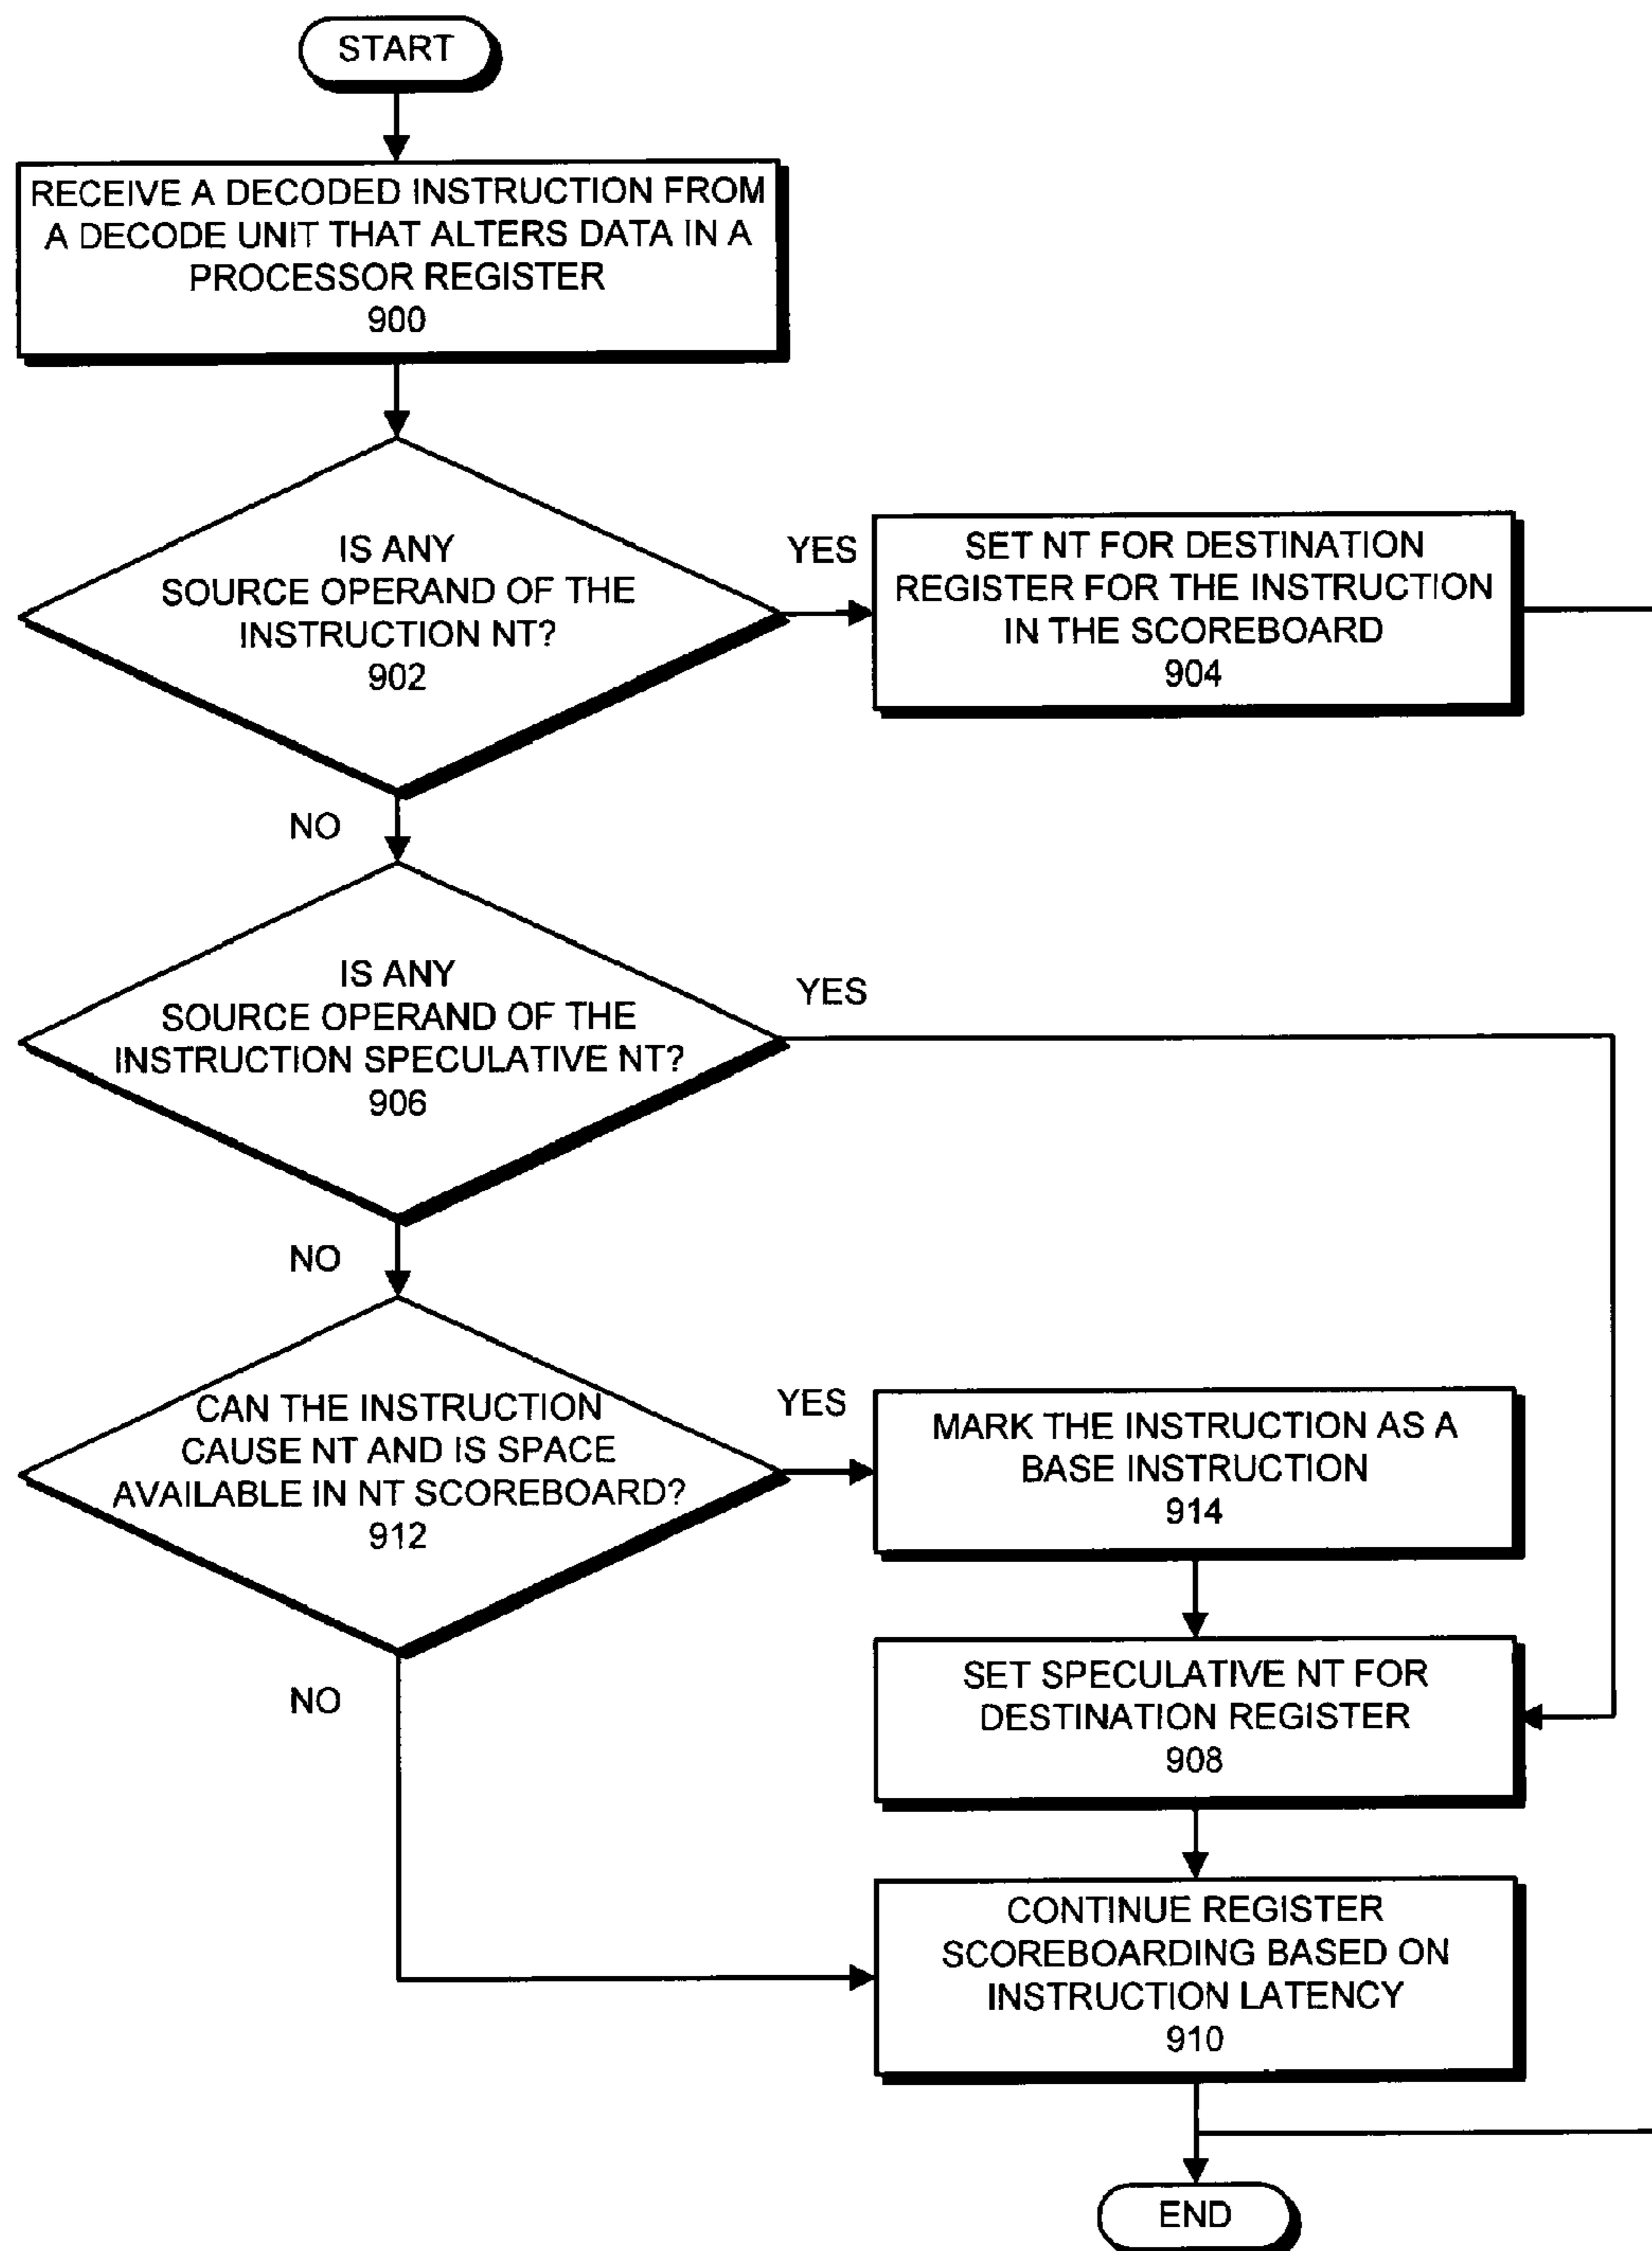 START
RECEIVE A DECODED INSTRUCTION FROM
A DECODE UNIT THAT ALTERS DATA IN A
PROCESSOR REGISTER
900
IS ANY
SOURCE OPERAND OF THE
INSTRUCTION NT?
902
YES
SET NT FOR DESTINATION
REGISTER FOR THE INSTRUCTION
IN THE SCOREBOARD
904
NO
IS ANY
SOURCE OPERAND OF THE
INSTRUCTION SPECULATIVE NT?
906
YES
NO
CAN THE INSTRUCTION
CAUSE NT AND IS SPACE
AVAILABLE IN NT SCOREBOARD?
912
YES
MARK THE INSTRUCTION AS A
BASE INSTRUCTION
914
NO
SET SPECULATIVE NT FOR
DESTINATION REGISTER
908
CONTINUE REGISTER
SCOREBOARDING BASED ON
INSTRUCTION LATENCY
910
END